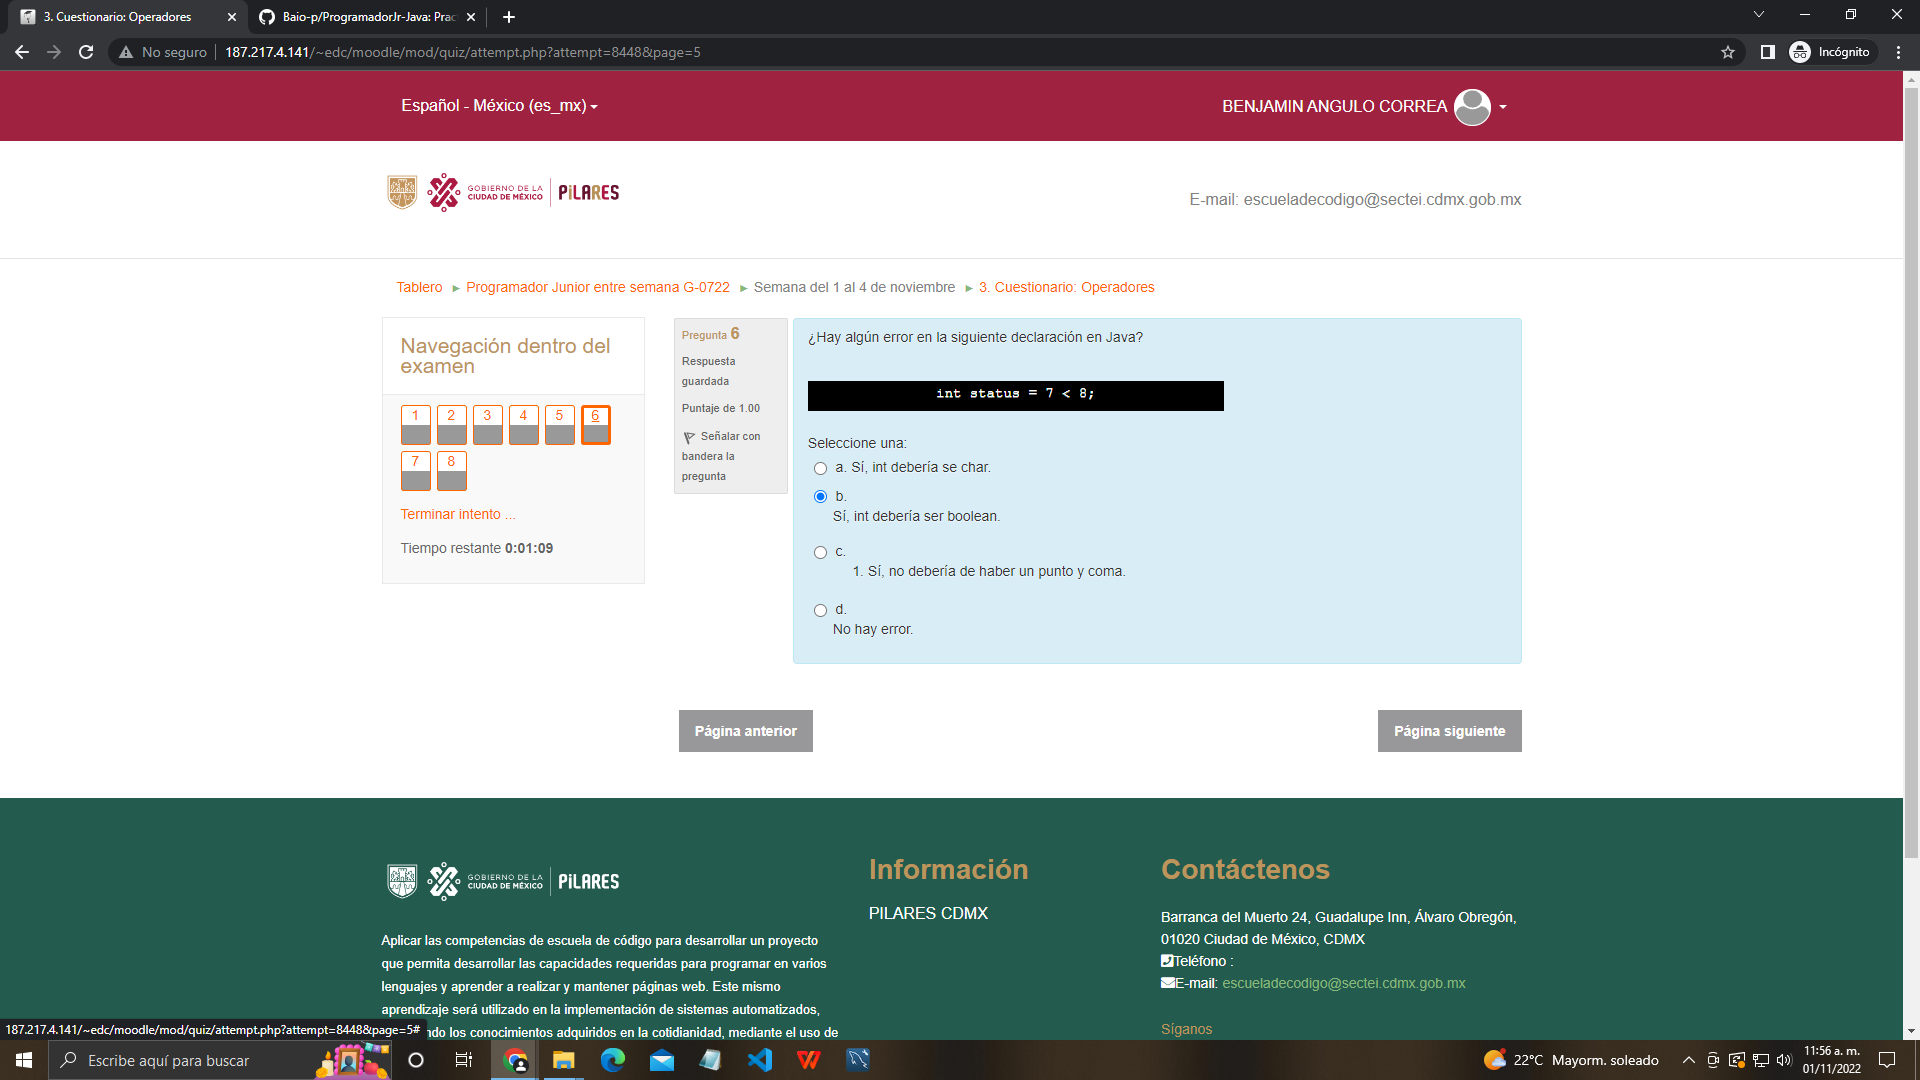 3. Cuestionario: Operadores
Baio-p/ProgramadorJr-Java: Prac
No seguro
187.217.4.141/~edc/moodle/mod/quiz/attempt.php?attempt=8448&page=5
Incógnito
Español - México (es_mx)
BENJAMIN ANGULO CORREA
GOBIERNO DE LA
CIUDAD DE MÉXICO
PILARES
E-mail: escueladecodigo@sectei.cdmx.gob.mx
Tablero ► Programador Junior entre semana G-0722 ► Semana del 1 al 4 de noviembre ► 3. Cuestionario: Operadores
Navegación dentro del
examen
1 2 3 4 5 6
7 8
Terminar intento ...
Tiempo restante 0:01:09
Pregunta 6
Respuesta
guardada
Puntaje de 1.00
Señalar con
bandera la
pregunta
¿Hay algún error en la siguiente declaración en Java?
int status = 7 < 8;
Seleccione una:
a. Sí, int debería se char.
b.
Sí, int debería ser boolean.
c.
1. Sí, no debería de haber un punto y coma.
d.
No hay error.
Página anterior
Página siguiente
GOBIERNO DE LA
CIUDAD DE MÉXICO
PILARES
Aplicar las competencias de escuela de código para desarrollar un proyecto
que permita desarrollar las capacidades requeridas para programar en varios
lenguajes y aprender a realizar y mantener páginas web. Este mismo
aprendizaje será utilizado en la implementación de sistemas automatizados,
ndo los conocimientos adquiridos en la cotidianidad, mediante el uso de
Información
PILARES CDMX
Contáctenos
Barranca del Muerto 24, Guadalupe Inn, Álvaro Obregón,
01020 Ciudad de México, CDMX
Teléfono :
E-mail: escueladecodigo@sectei.cdmx.gob.mx
Síganos
187.217.4.141/~edc/moodle/mod/quiz/attempt.php?attempt=8448&page=5#
Escribe aquí para buscar
22°C Mayorm. soleado
11:56 a. m.
01/11/2022